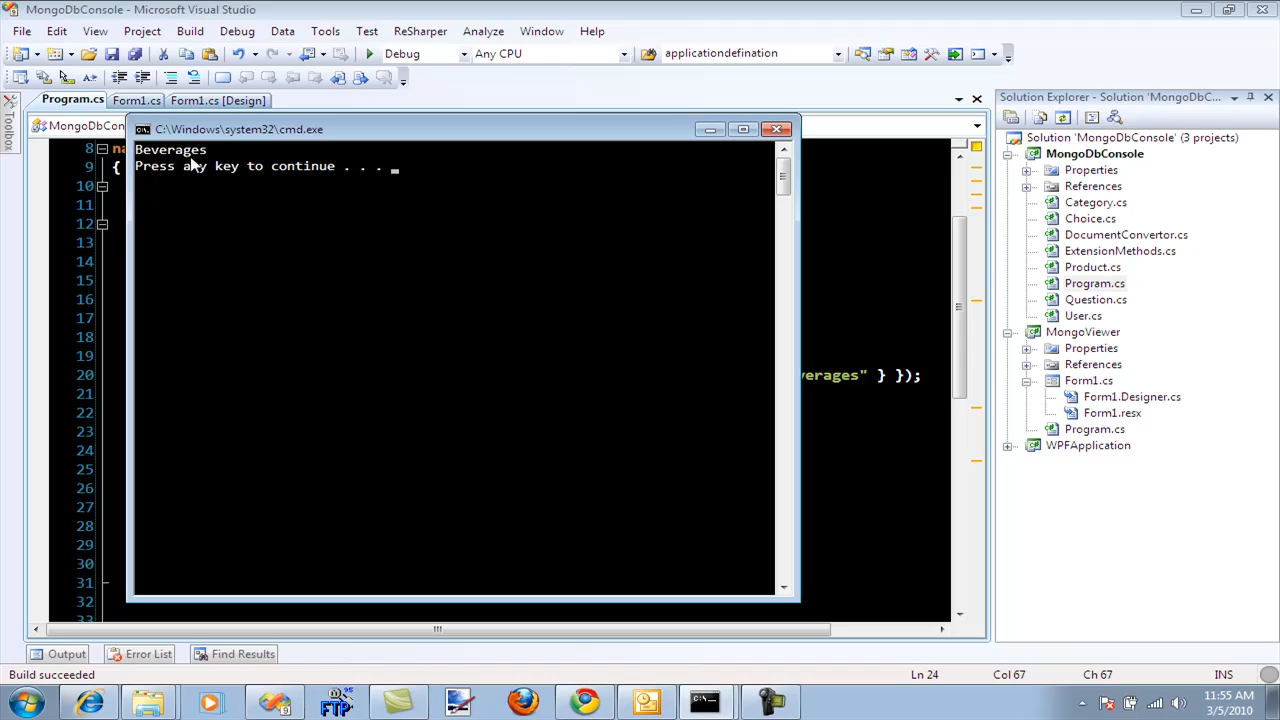 MongoDbConsole - Microsoft Visual Studio
File Edit View Project Build Debug Data Tools Test ReSharper Analyze Window Help
Debug Any CPU applicationdefination
Program.cs Form1.cs Form1.cs [Design]
MongoDbCon
C:\Windows\system32\cmd.exe
Beverages
Press any key to continue . . .
8 na
9 {
10
11
12
13
14
15
16
17
18
19
20 verages" } });
21
22
23
24
25
26
27
28
29
30
31
32
33
Toolbox
Solution Explorer - Solution 'MongoDbC...
Solution 'MongoDbConsole' (3 projects)
MongoDbConsole
Properties
References
Category.cs
Choice.cs
DocumentConvertor.cs
ExtensionMethods.cs
Product.cs
Program.cs
Question.cs
User.cs
MongoViewer
Properties
References
Form1.cs
Form1.Designer.cs
Form1.resx
Program.cs
WPFApplication
Output Error List Find Results
Build succeeded Ln 24 Col 67 Ch 67 INS
FTP
11:55 AM
3/5/2010